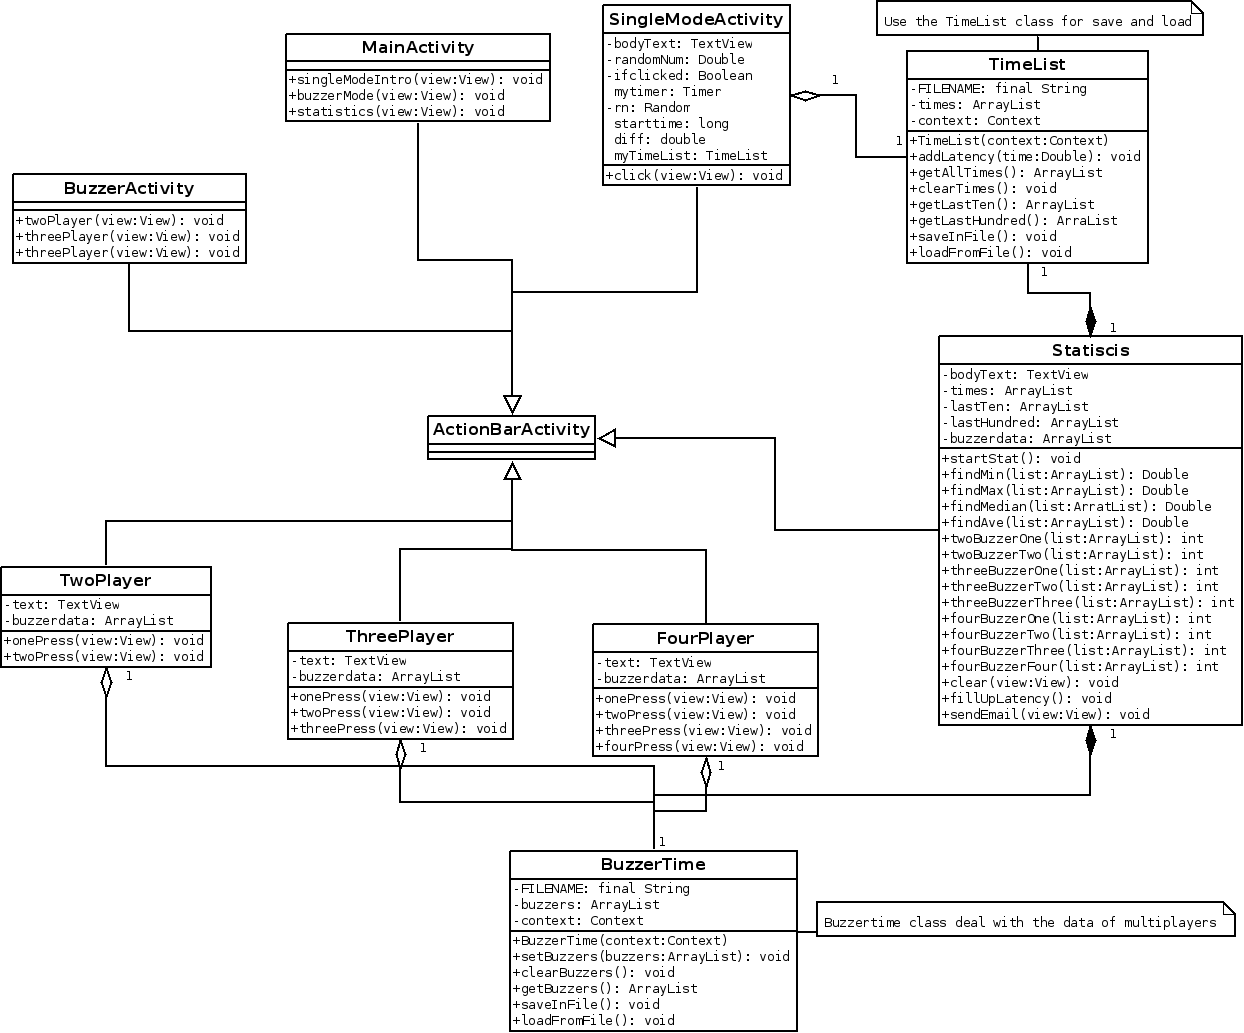 MainActivity
+singleModeIntro(view:View): void
+buzzerMode(view:View): void
+statistics(view:View): void
SingleModeActivity
-bodyText: TextView
-randomNum: Double
-ifclicked: Boolean
mytimer: Timer
-rn: Random
starttime: long
diff: double
myTimeList: TimeList
+click(view:View): void
1
1
Use the TimeList class for save and load
TimeList
-FILENAME: final String
-times: ArrayList
-context: Context
+TimeList(context:Context)
+addLatency(time:Double): void
+getAllTimes(): ArrayList
+clearTimes(): void
+getLastTen(): ArrayList
+getLastHundred(): ArraList
+saveInFile(): void
+loadFromFile(): void
1
1
BuzzerActivity
+twoPlayer(view:View): void
+threePlayer(view:View): void
+threePlayer(view:View): void
ActionBarActivity
Statiscis
-bodyText: TextView
-times: ArrayList
-lastTen: ArrayList
-lastHundred: ArrayList
-buzzerdata: ArrayList
+startStat(): void
+findMin(list:ArrayList): Double
+findMax(list:ArrayList): Double
+findMedian(list:ArratList): Double
+findAve(list:ArrayList): Double
+twoBuzzerOne(list:ArrayList): int
+twoBuzzerTwo(list:ArrayList): int
+threeBuzzerOne(list:ArrayList): int
+threeBuzzerTwo(list:ArrayList): int
+threeBuzzerThree(list:ArrayList): int
+fourBuzzerOne(list:ArrayList): int
+fourBuzzerTwo(list:ArrayList): int
+fourBuzzerThree(list:ArrayList): int
+fourBuzzerFour(list:ArrayList): int
+clear(view:View): void
+fillUpLatency(): void
+sendEmail(view:View): void
1
TwoPlayer
-text: TextView
-buzzerdata: ArrayList
+onePress(view:View): void
+twoPress(view:View): void
1
ThreePlayer
-text: TextView
-buzzerdata: ArrayList
+onePress(view:View): void
+twoPress(view:View): void
+threePress(view:View): void
1
FourPlayer
-text: TextView
-buzzerdata: ArrayList
+onePress(view:View): void
+twoPress(view:View): void
+threePress(view:View): void
+fourPress(view:View): void
1
1
BuzzerTime
-FILENAME: final String
-buzzers: ArrayList
-context: Context
+BuzzerTime(context:Context)
+setBuzzers(buzzers:ArrayList): void
+clearBuzzers(): void
+getBuzzers(): ArrayList
+saveInFile(): void
+loadFromFile(): void
Buzzertime class deal with the data of multiplayers